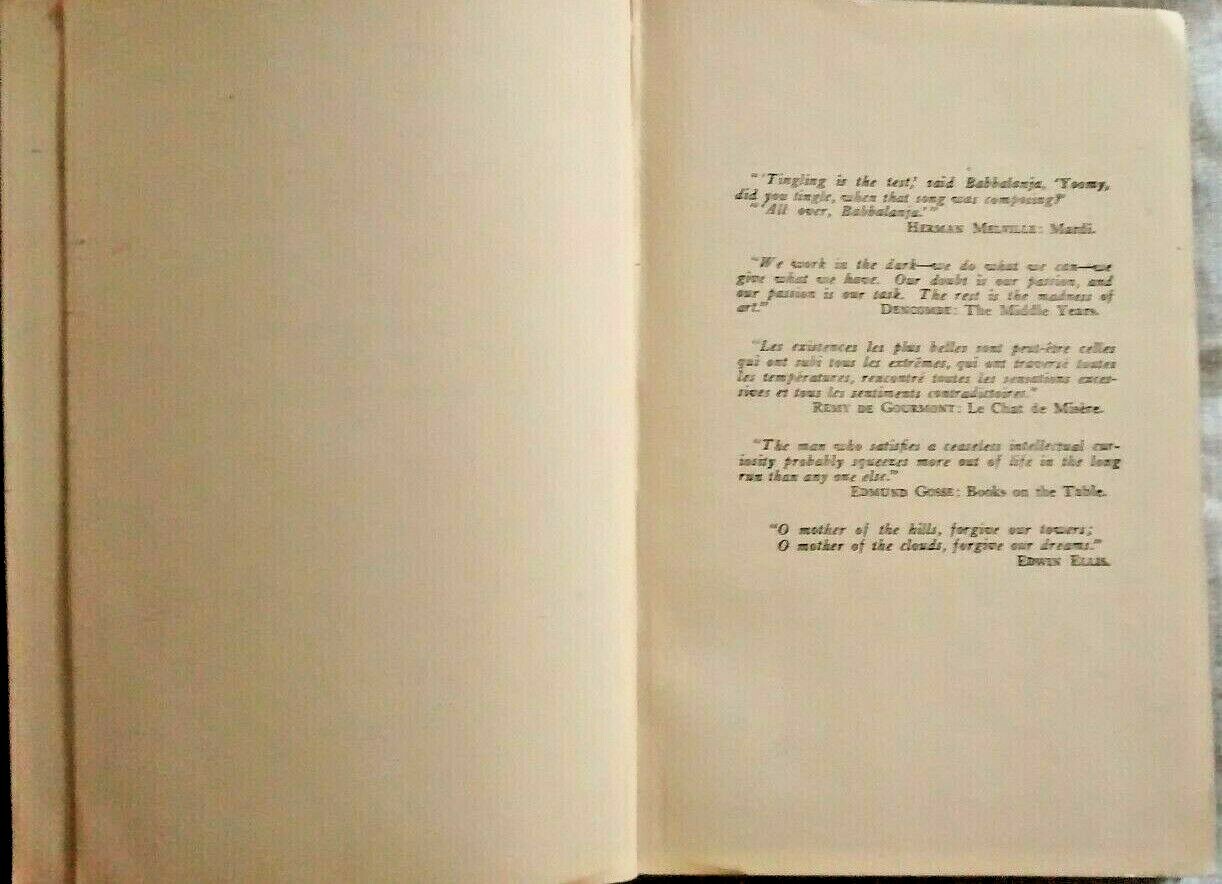 "'Tingling is the test,' said Babbalanja, 'Yoomy,
did you tingle, when that song was composing?'
"'All over, Babbalanja.'"
HERMAN MELVILLE: Mardi.
"We work in the dark—we do what we can—we
give what we have. Our doubt is our passion, and
our passion is our task. The rest is the madness of
art." DENCOMBE: The Middle Years.
"Les existences les plus belles sont peut-être celles
qui ont subi tous les extrêmes, qui ont traversé toutes
les températures, rencontré toutes les sensations exces-
sives et tous les sentiments contradictoires."
REMY DE GOURMONT: Le Chat de Misère.
"The man who satisfies a ceaseless intellectual cur-
iosity probably squeezes more out of life in the long
run than any one else."
EDMUND GOSSE: Books on the Table.
"O mother of the hills, forgive our towers;
O mother of the clouds, forgive our dreams."
EDWIN ELLIS.